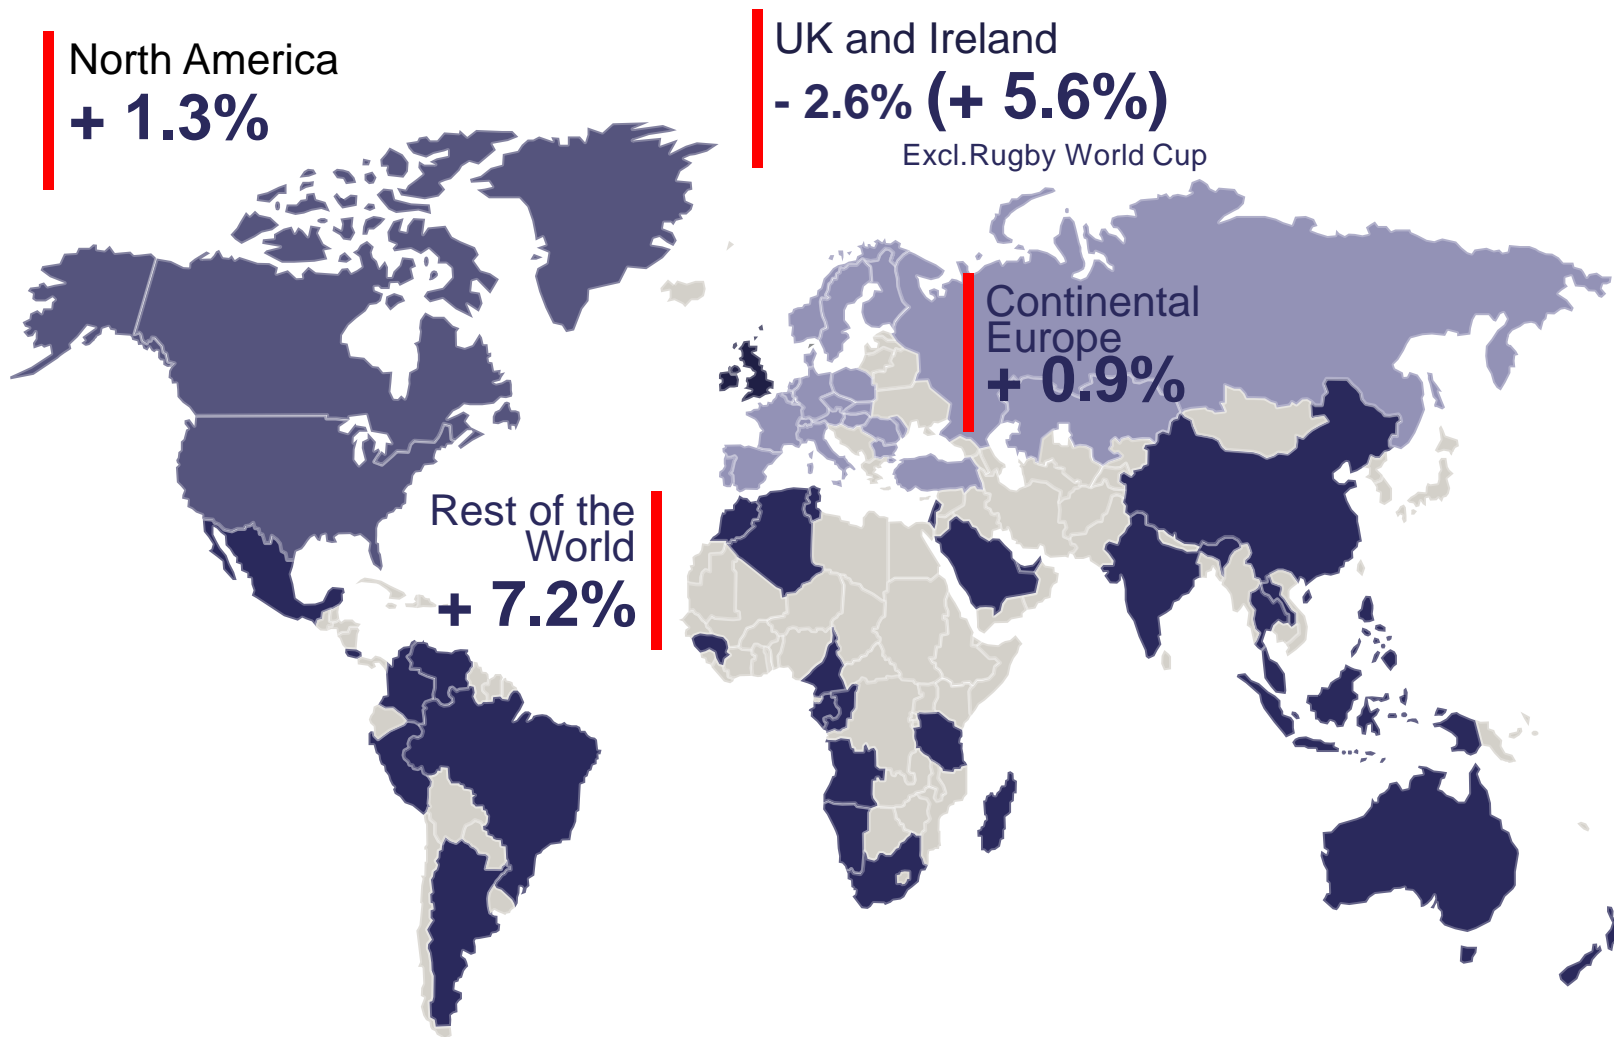 North America
+ 1.3%
UK and Ireland
- 2.6% (+ 5.6%)
Excl.Rugby World Cup
Continental
Europe
+ 0.9%
Rest of the
World
+ 7.2%